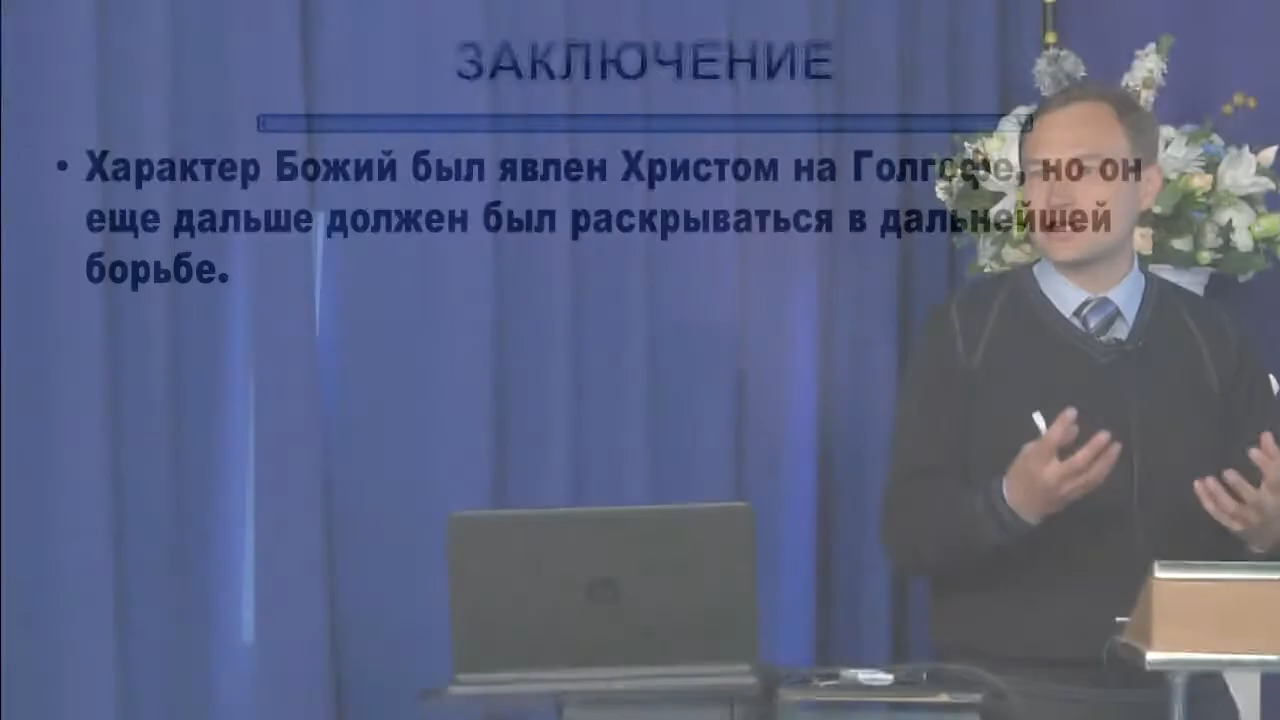 ЗАКЛЮЧЕНИЕ
• Характер Божий был явлен Христом на Голгофе, но он
еще дальше должен был раскрываться в дальнейшей
борьбе.